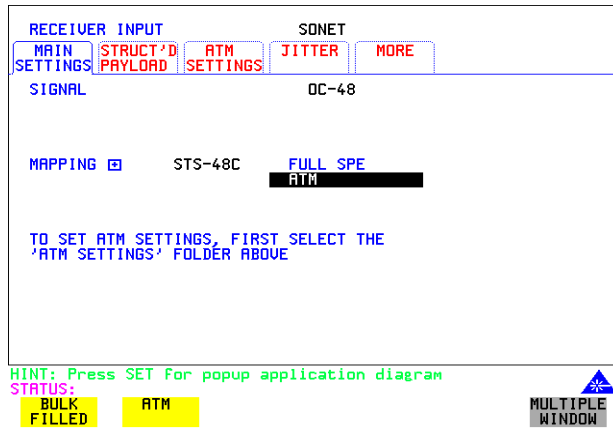 RECEIVER INPUT SONET
MAIN SETTINGS STRUCT'D PAYLOAD ATM SETTINGS JITTER MORE
SIGNAL OC-48
MAPPING + STS-48C FULL SPE
ATM
TO SET ATM SETTINGS, FIRST SELECT THE
'ATM SETTINGS' FOLDER ABOVE
HINT: Press SET for popup application diagram
STATUS:
BULK FILLED ATM MULTIPLE WINDOW